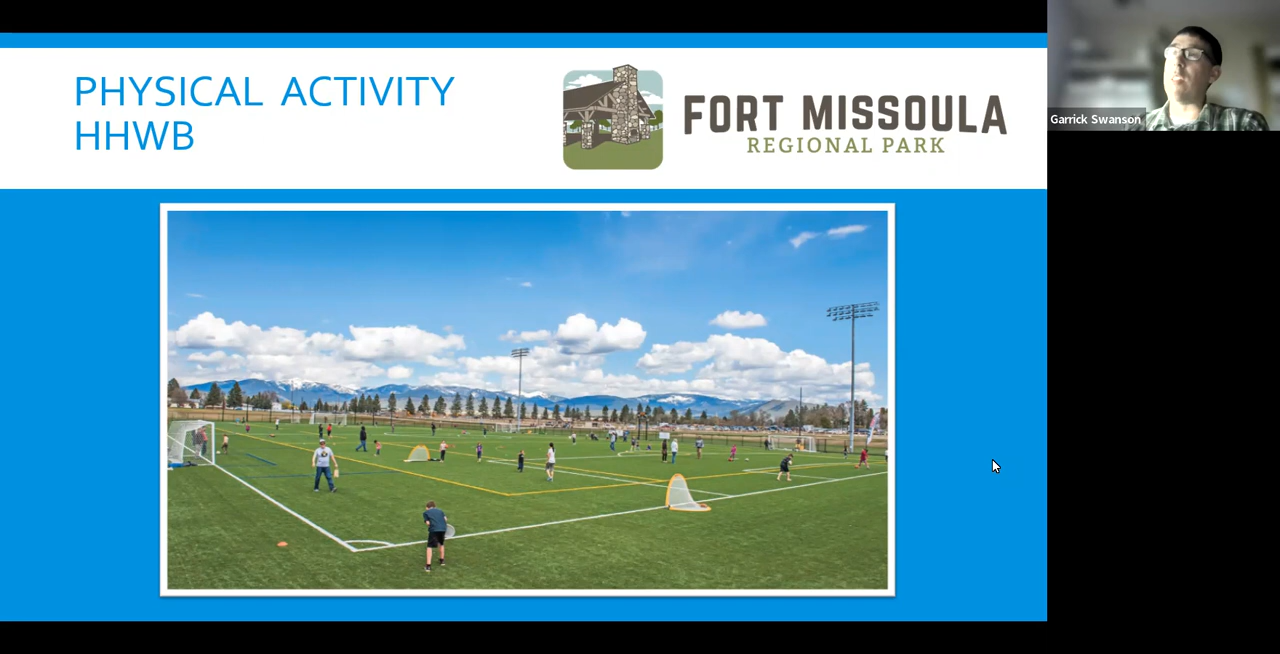 PHYSICAL ACTIVITY
HHWB
FORT MISSOULA
REGIONAL PARK
Garrick Swanson